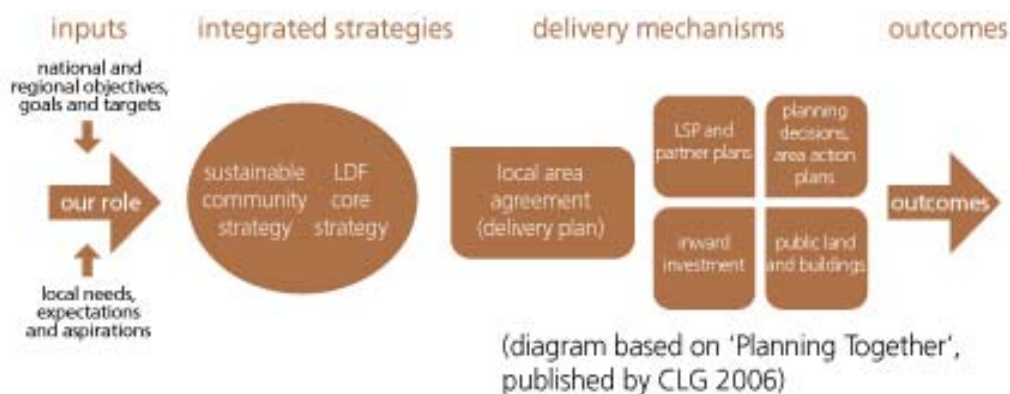 inputs
integrated strategies
delivery mechanisms
outcomes
national and
regional objectives,
goals and targets
our role
local needs,
expectations
and aspirations
sustainable
community
strategy
LDF
core
strategy
local area
agreement
(delivery plan)
LSP and
partner plans
planning
decisions,
area action
plans
inward
investment
public land
and buildings
outcomes
(diagram based on 'Planning Together',
published by CLG 2006)